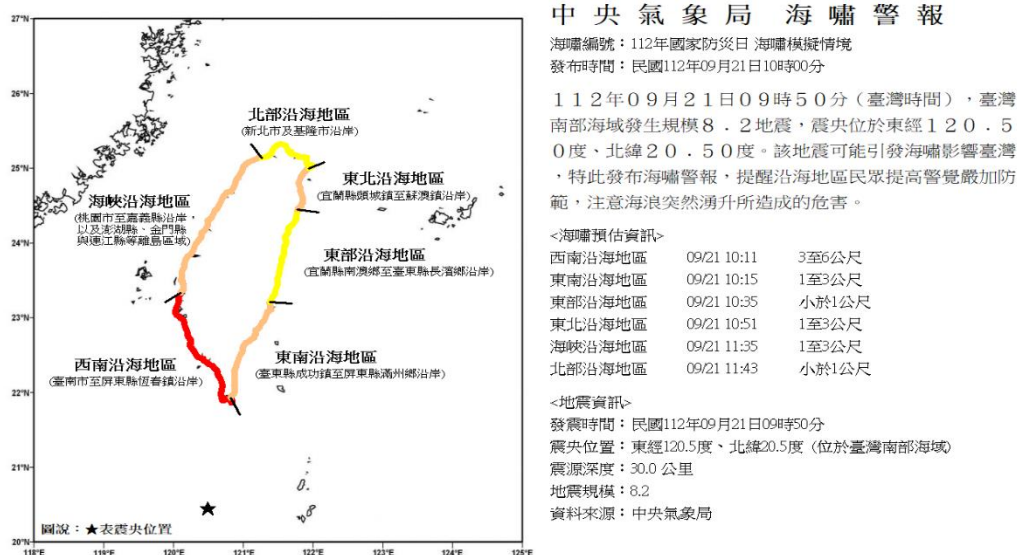 中央氣象局 海嘯警報
海嘯編號：112年國家防災日 海嘯模擬情境
發布時間：民國112年09月21日10時00分
１１２年０９月２１日０９時５０分（臺灣時間），臺灣
南部海域發生規模８．２地震，震央位於東經１２０．５
０度、北緯２０．５０度。該地震可能引發海嘯影響臺灣
，特此發布海嘯警報，提醒沿海地區民眾提高警覺嚴加防
範，注意海浪突然湧升所造成的危害。
<海嘯預估資訊>
西南沿海地區 09/21 10:11 3至6公尺
東南沿海地區 09/21 10:15 1至3公尺
東部沿海地區 09/21 10:35 小於1公尺
東北沿海地區 09/21 10:51 1至3公尺
海峽沿海地區 09/21 11:35 1至3公尺
北部沿海地區 09/21 11:43 小於1公尺
<地震資訊>
發震時間：民國112年09月21日09時50分
震央位置：東經120.5度、北緯20.5度 (位於臺灣南部海域)
震源深度：30.0 公里
地震規模：8.2
資料來源：中央氣象局
27°N
26°N
25°N
24°N
23°N
22°N
21°N
20°N
118°E 119°E 120°E 121°E 122°E 123°E 124°E 125°E
北部沿海地區
(新北市及基隆市沿岸)
東北沿海地區
(宜蘭縣頭城鎮至蘇澳鎮沿岸)
海峽沿海地區
(桃園市至嘉義縣沿岸，
以及澎湖縣、金門縣
與連江縣等離島區域)
東部沿海地區
(宜蘭縣南澳鄉至臺東縣長濱鄉沿岸)
西南沿海地區
(臺南市至屏東縣恆春鎮沿岸)
東南沿海地區
(臺東縣成功鎮至屏東縣滿州鄉沿岸)
圖說：★表震央位置